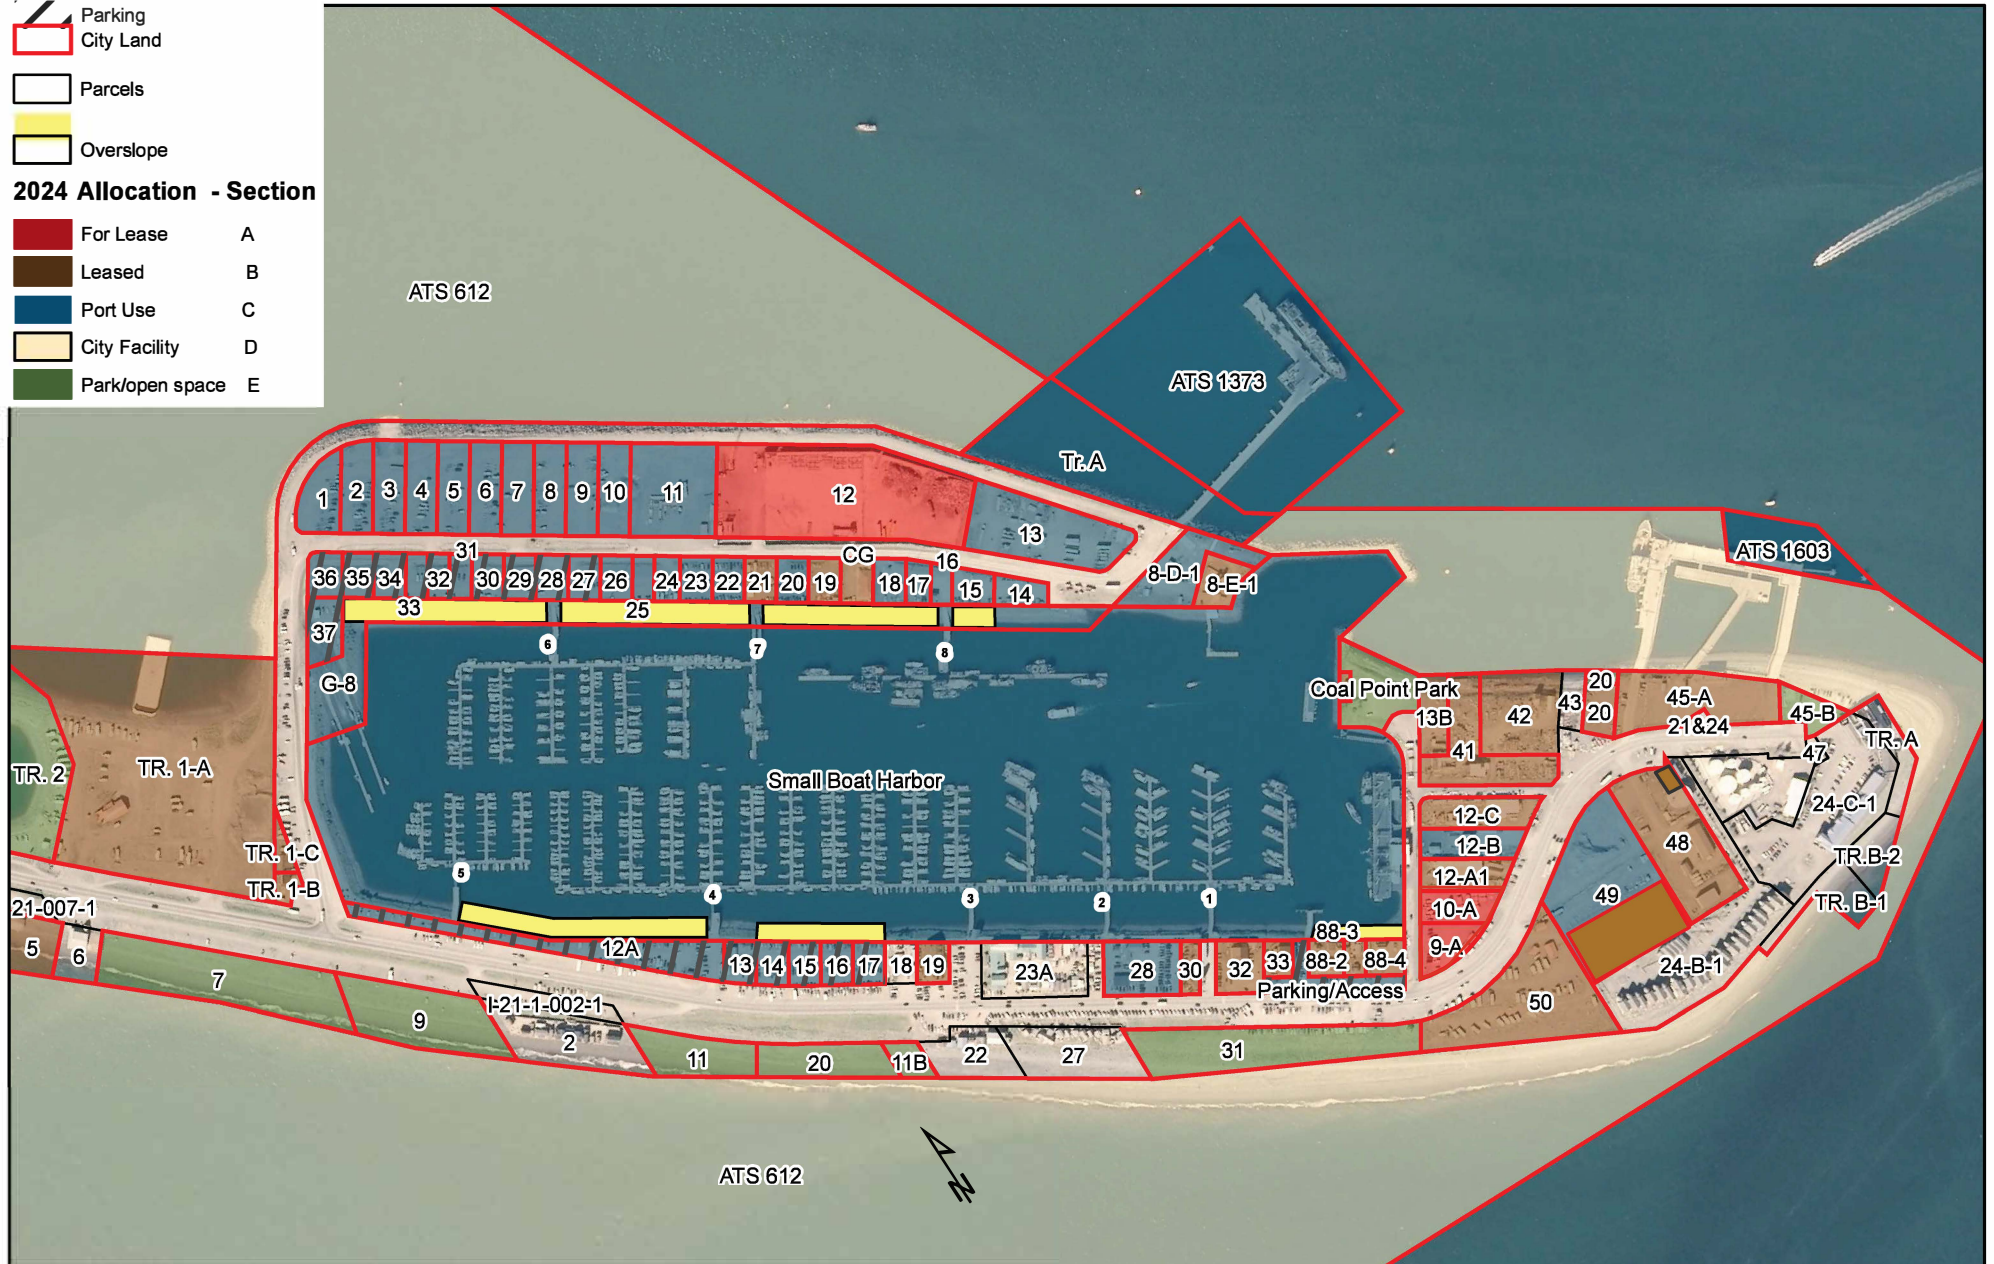 Parking
City Land
Parcels
Overslope
2024 Allocation - Section
For Lease A
Leased B
Port Use C
City Facility D
Park/open space E
ATS 612
ATS 1373
Tr. A
ATS 1603
1 2 3 4 5 6 7 8 9 10 11 12 13
31 CG 16
36 35 34 32 30 29 28 27 26 24 23 22 21 20 19 18 17 15 14 8-D-1 8-E-1
33 25
37
6 7 8
G-8
Coal Point Park
13B 41 42 43 20 20 45-A 21&24 45-B 47 TR. A
TR. 2 TR. 1-A
Small Boat Harbor
12-C 24-C-1
12-B 48
TR. 1-C TR.B-2
12-A1
TR. 1-B 5 4 3 2 1 49 TR. B-1
21-007-1 10-A
88-3
12A 9-A
5 6 13 14 15 16 17 18 19 23A 28 30 32 33 88-2 88-4 24-B-1
7
Parking/Access
I-21-1-002-1 50
9 2 11 20 11B 22 27 31
ATS 612
N